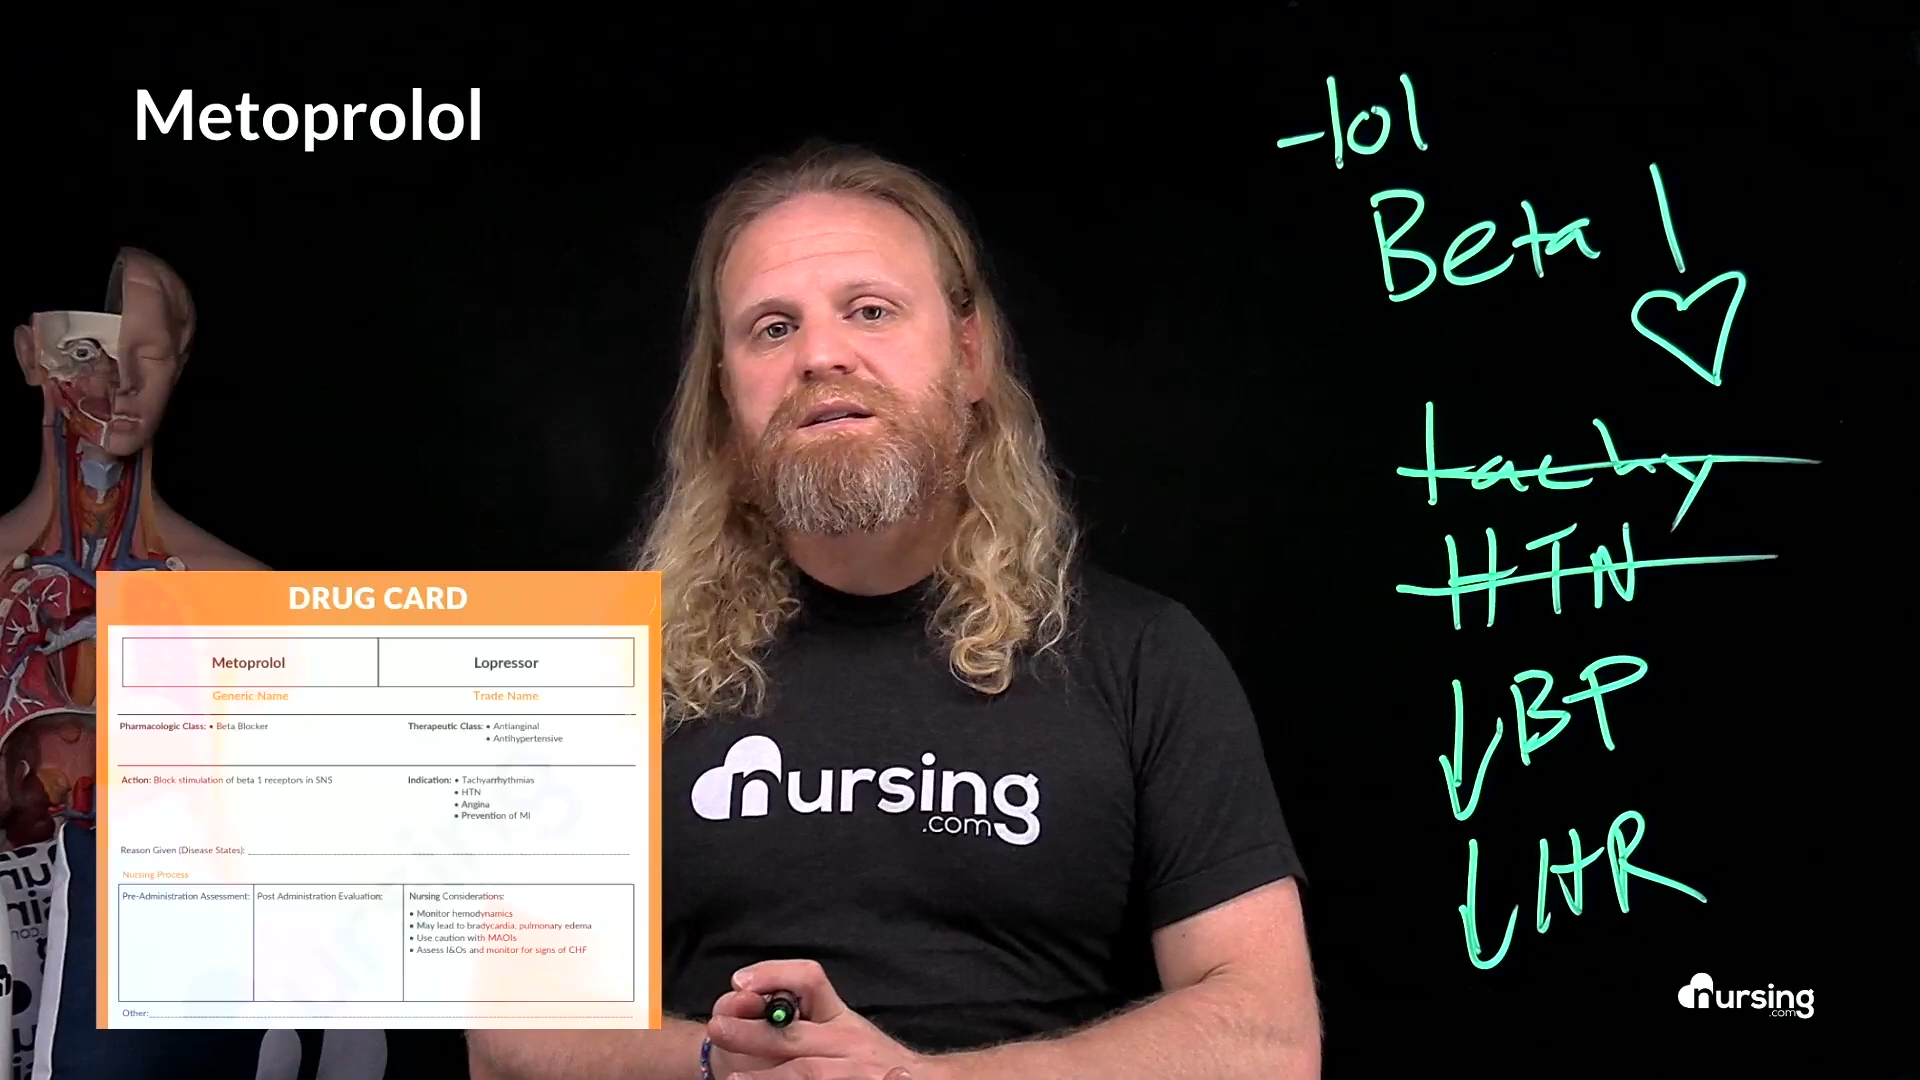 Metoprolol
-lol
Beta 1
tachy
HTN
↓BP
↓HR
DRUG CARD
Metoprolol
Lopressor
Generic Name
Trade Name
Pharmacologic Class: • Beta Blocker
Therapeutic Class: • Antianginal
• Antihypertensive
Action: Block stimulation of beta 1 receptors in SNS
Indication: • Tachyarrhythmias
• HTN
• Angina
• Prevention of MI
Reason Given (Disease States):
Nursing Process
Pre-Administration Assessment:
Post Administration Evaluation:
Nursing Considerations:
• Monitor hemodynamics
• May lead to bradycardia, pulmonary edema
• Use caution with MAOIs
• Assess I&Os and monitor for signs of CHF
Other:
nursing
.com
nursing
.com